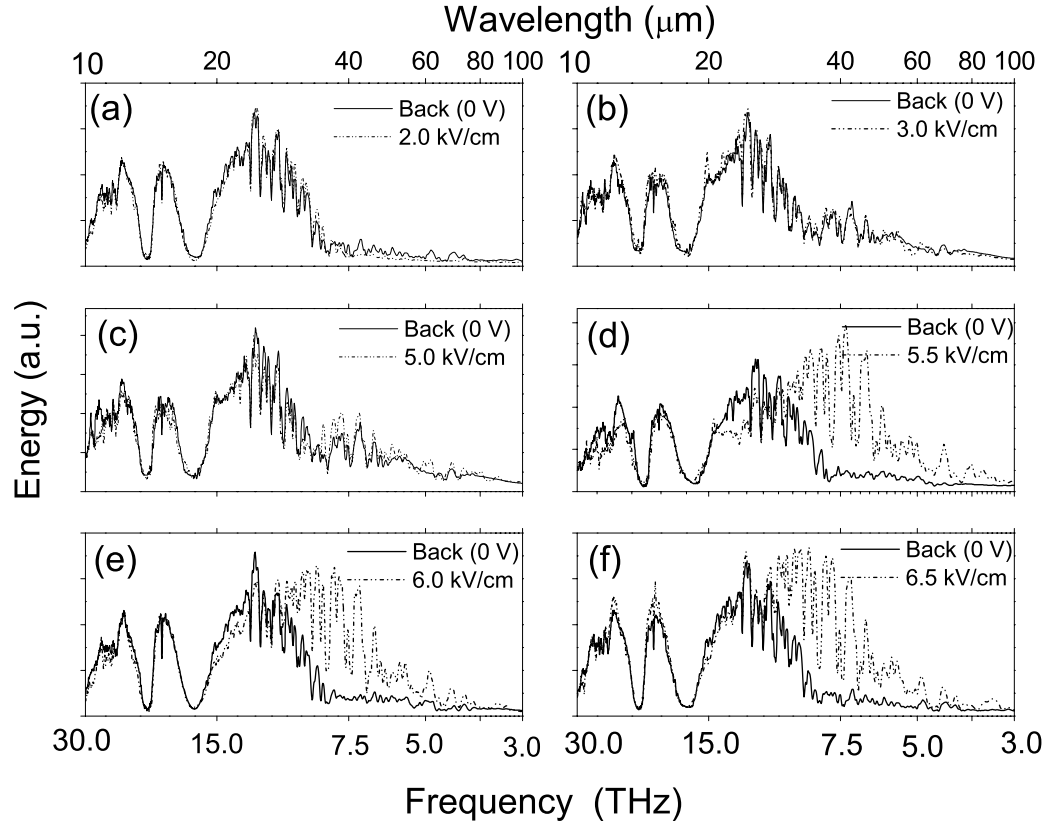 Wavelength (μm)
10 20 40 60 80 100 10 20 40 60 80 100
(a) Back (0 V)
2.0 kV/cm
(b) Back (0 V)
3.0 kV/cm
(c) Back (0 V)
5.0 kV/cm
(d) Back (0 V)
5.5 kV/cm
(e) Back (0 V)
6.0 kV/cm
(f) Back (0 V)
6.5 kV/cm
Energy (a.u.)
30.0 15.0 7.5 5.0 3.0 30.0 15.0 7.5 5.0 3.0
Frequency (THz)